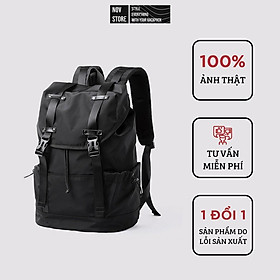 NOV
STORE
STYLE
EVERYTHING
WITH YOUR BACKPACK
100%
ẢNH THẬT
TƯ VẤN
MIỄN PHÍ
1 ĐỔI 1
SẢN PHẨM DO
LỖI SẢN XUẤT